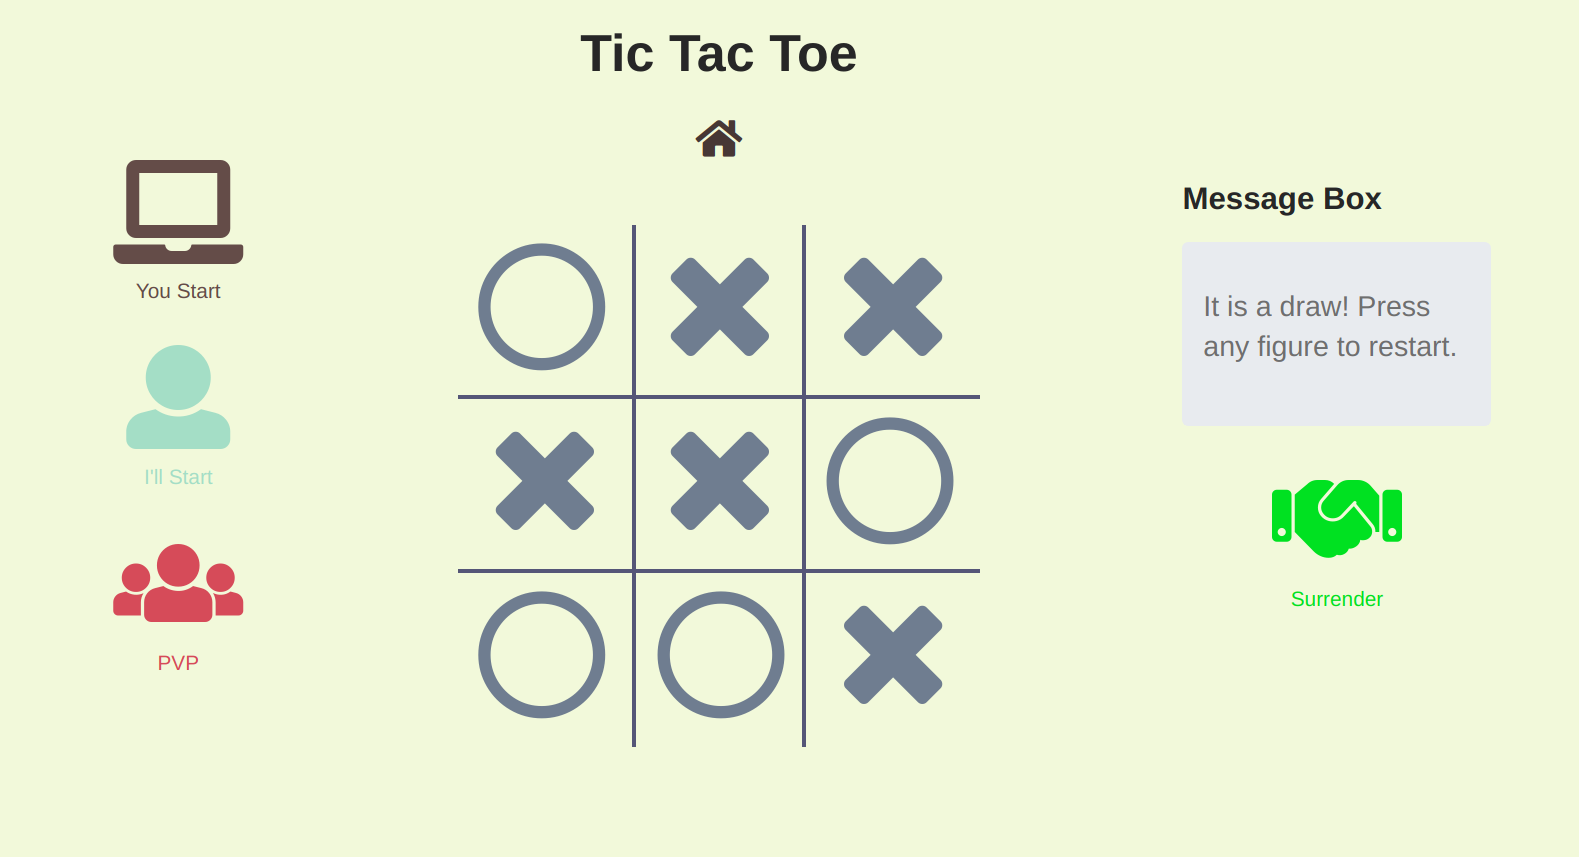 Tic Tac Toe
You Start
I'll Start
PVP
Message Box
It is a draw! Press
any figure to restart.
Surrender